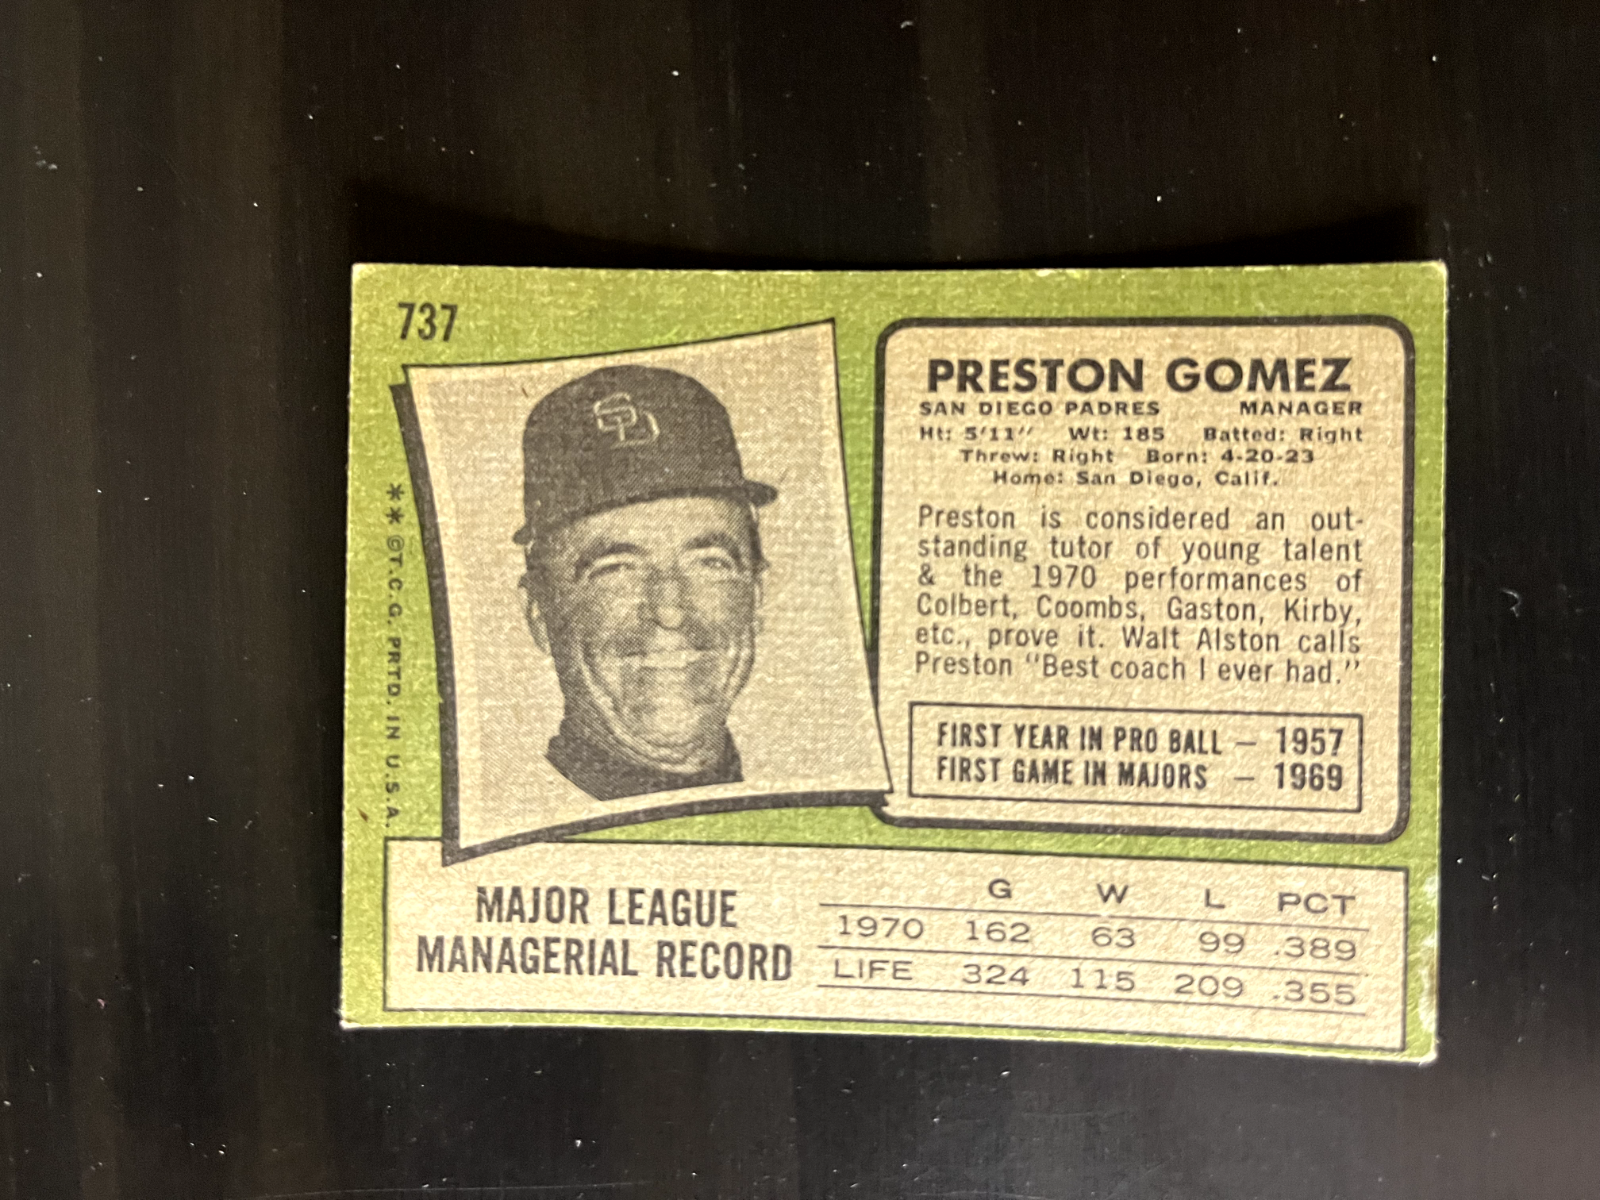 737
SD
PRESTON GOMEZ
SAN DIEGO PADRES MANAGER
Ht: 5'11" Wt: 185 Batted: Right
Threw: Right Born: 4-20-23
Home: San Diego, Calif.
Preston is considered an out-
standing tutor of young talent
& the 1970 performances of
Colbert, Coombs, Gaston, Kirby,
etc., prove it. Walt Alston calls
Preston "Best coach I ever had."
FIRST YEAR IN PRO BALL — 1957
FIRST GAME IN MAJORS — 1969
**©T.C.G. PRTD. IN U.S.A.
MAJOR LEAGUE
MANAGERIAL RECORD
G W L PCT
1970 162 63 99 .389
LIFE 324 115 209 .355